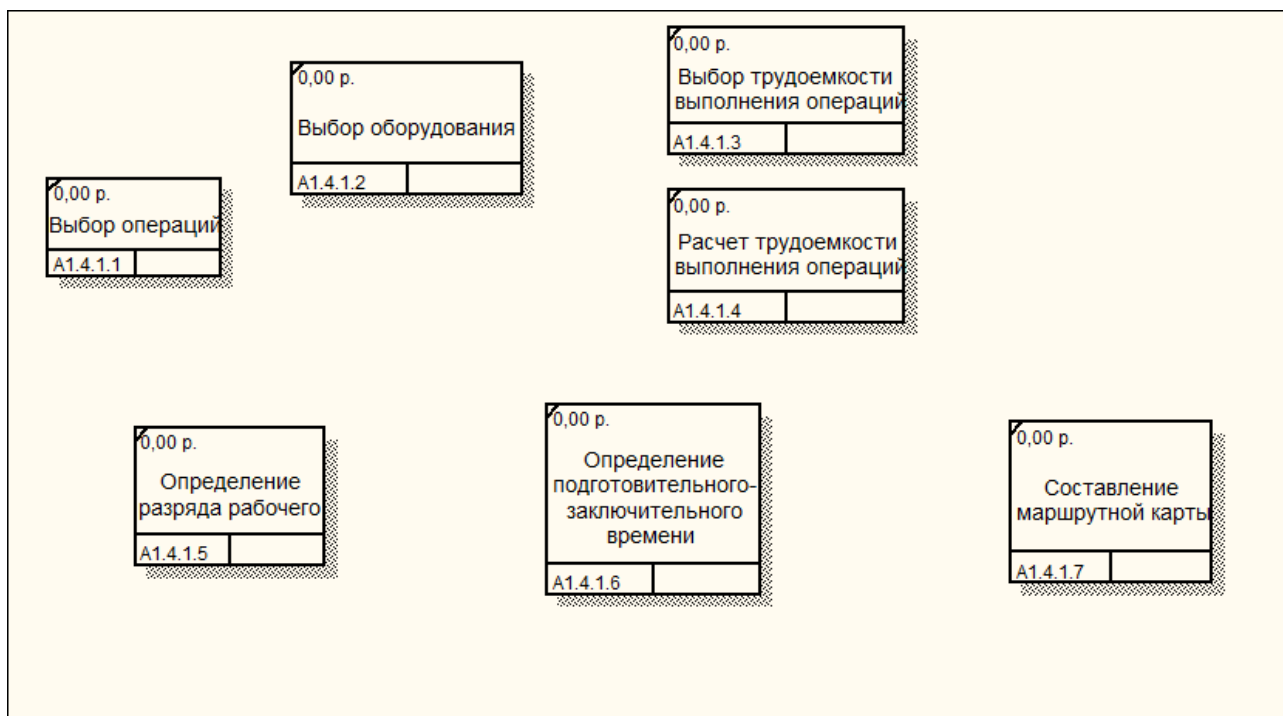 0,00 р.
Выбор операций
A1.4.1.1
0,00 р.
Выбор оборудования
A1.4.1.2
0,00 р.
Выбор трудоемкости
выполнения операций
A1.4.1.3
0,00 р.
Расчет трудоемкости
выполнения операций
A1.4.1.4
0,00 р.
Определение
разряда рабочего
A1.4.1.5
0,00 р.
Определение
подготовительного-
заключительного
времени
A1.4.1.6
0,00 р.
Составление
маршрутной карты
A1.4.1.7